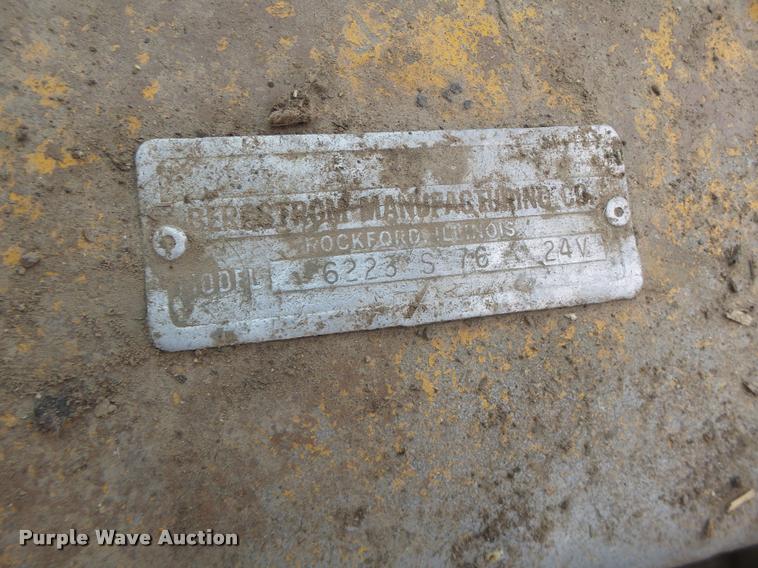 BERGSTROM MANUFACTURING CO.
ROCKFORD, ILLINOIS
MODEL 6223 S 76 24V
Purple Wave Auction